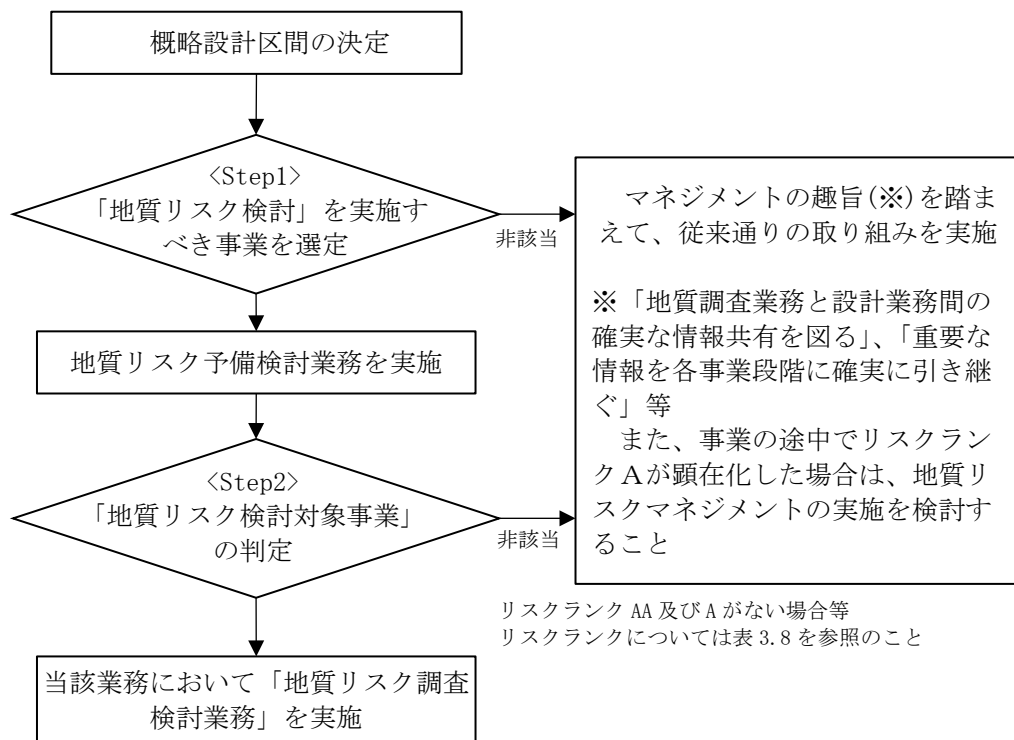 概略設計区間の決定
<Step1>
「地質リスク検討」を実施す
べき事業を選定
非該当
マネジメントの趣旨(※)を踏ま
えて、従来通りの取り組みを実施
※「地質調査業務と設計業務間の
確実な情報共有を図る」、「重要な
情報を各事業段階に確実に引き継
ぐ」等
また、事業の途中でリスクラン
クAが顕在化した場合は、地質リ
スクマネジメントの実施を検討す
ること
地質リスク予備検討業務を実施
<Step2>
「地質リスク検討対象事業」
の判定
非該当
リスクランク AA 及び A がない場合等
リスクランクについては表 3.8 を参照のこと
当該業務において「地質リスク調査
検討業務」を実施